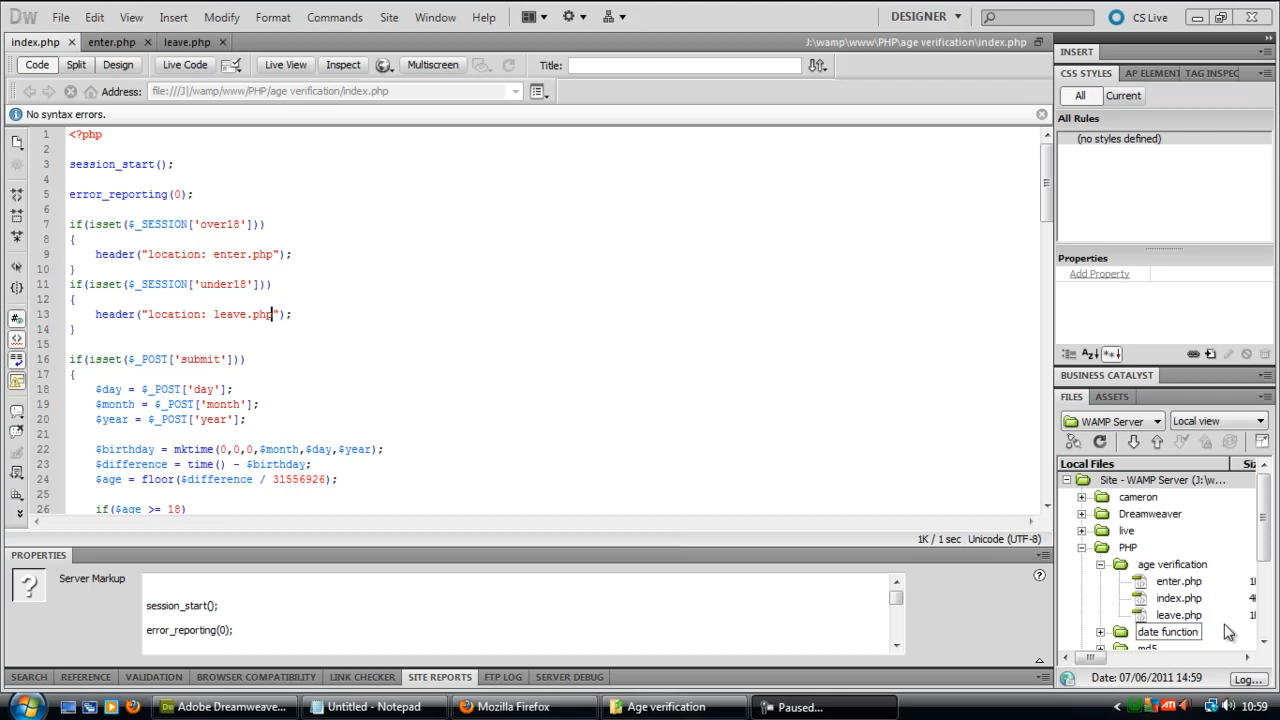 Dw File Edit View Insert Modify Format Commands Site Window Help DESIGNER CS Live
index.php enter.php leave.php J:\wamp\www\PHP\age verification\index.php
Code Split Design Live Code Live View Inspect Multiscreen Title:
Address: file:///J|/wamp/www/PHP/age verification/index.php
No syntax errors.
1 <?php
2
3 session_start();
4
5 error_reporting(0);
6
7 if(isset($_SESSION['over18']))
8 {
9 header("location: enter.php");
10 }
11 if(isset($_SESSION['under18']))
12 {
13 header("location: leave.php");
14 }
15
16 if(isset($_POST['submit']))
17 {
18 $day = $_POST['day'];
19 $month = $_POST['month'];
20 $year = $_POST['year'];
21
22 $birthday = mktime(0,0,0,$month,$day,$year);
23 $difference = time() - $birthday;
24 $age = floor($difference / 31556926);
25
26 if($age >= 18)
1K / 1 sec Unicode (UTF-8)
PROPERTIES
Server Markup
session_start();
error_reporting(0);
SEARCH REFERENCE VALIDATION BROWSER COMPATIBILITY LINK CHECKER SITE REPORTS FTP LOG SERVER DEBUG
INSERT
CSS STYLES AP ELEMENT TAG INSPEC
All Current
All Rules
(no styles defined)
Properties
Add Property
BUSINESS CATALYST
FILES ASSETS
WAMP Server Local view
Local Files Siz
Site - WAMP Server (J:\w...
cameron
Dreamweaver
live
PHP
age verification
enter.php 1K
index.php 4K
leave.php 1K
date function
md5
Date: 07/06/2011 14:59 Log...
Adobe Dreamweave... Untitled - Notepad Mozilla Firefox Age verification Paused... 10:59